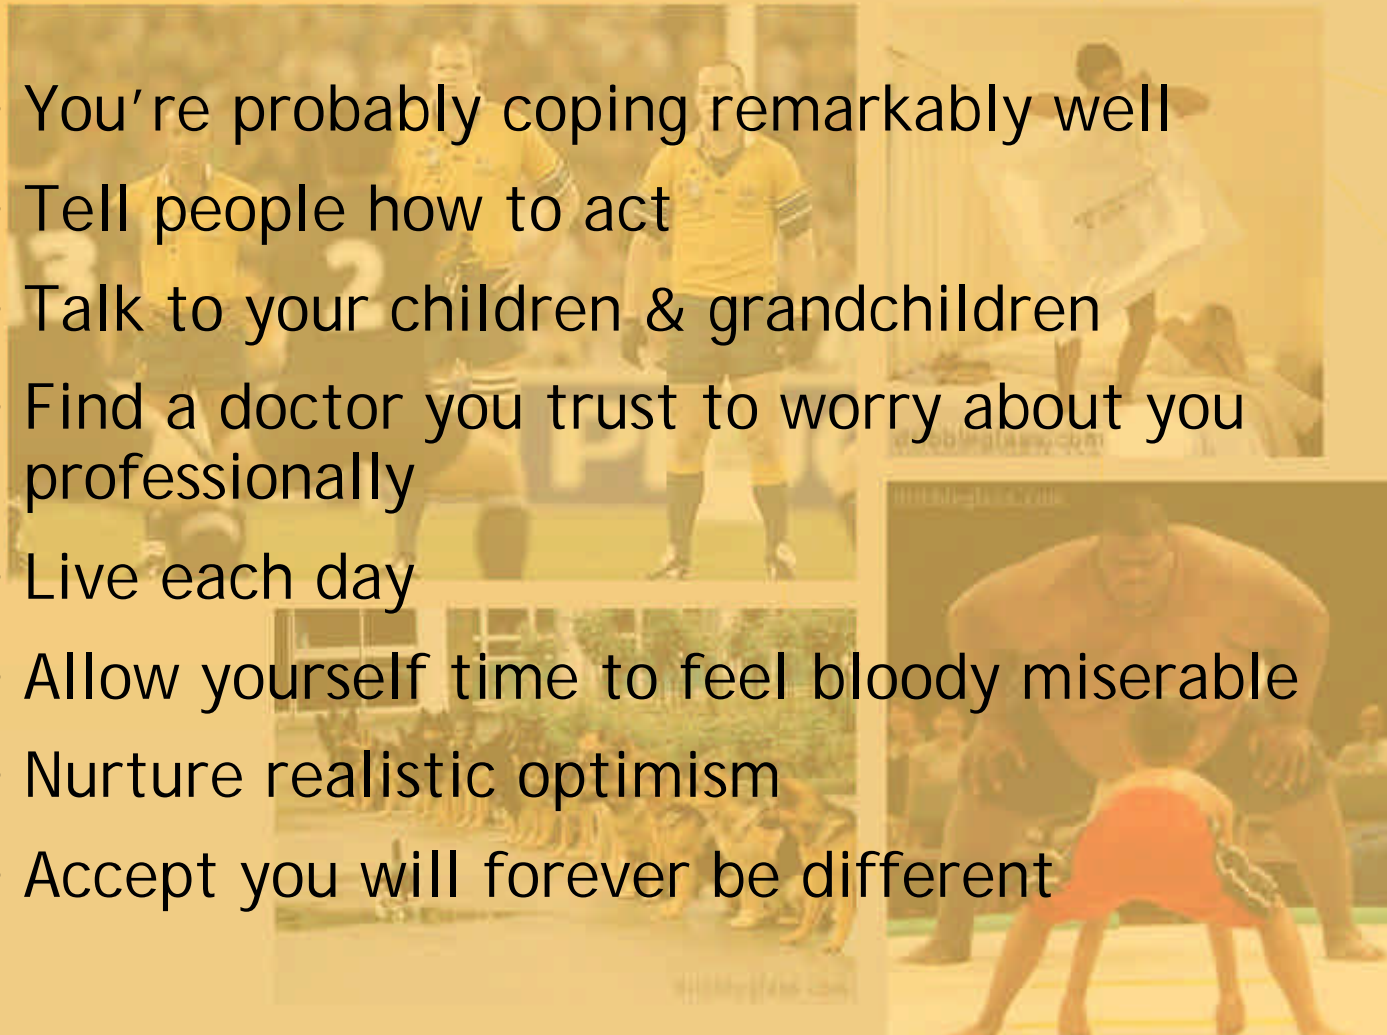 You're probably coping remarkably well
Tell people how to act
Talk to your children & grandchildren
Find a doctor you trust to worry about you
professionally
Live each day
Allow yourself time to feel bloody miserable
Nurture realistic optimism
Accept you will forever be different